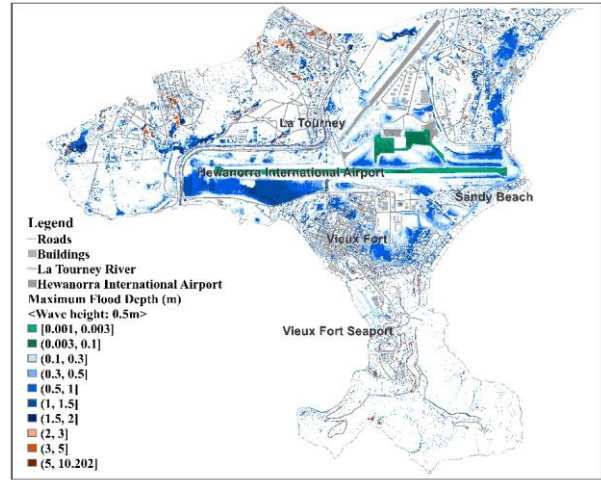 La Tourney
Hewanorra International Airport
Sandy Beach
Vieux Fort
Vieux Fort Seaport
Legend
Roads
Buildings
La Tourney River
Hewanorra International Airport
Maximum Flood Depth (m)
<Wave height: 0.5m>
[0.001, 0.003]
(0.003, 0.1]
(0.1, 0.3]
(0.3, 0.5]
(0.5, 1]
(1, 1.5]
(1.5, 2]
(2, 3]
(3, 5]
(5, 10.202]